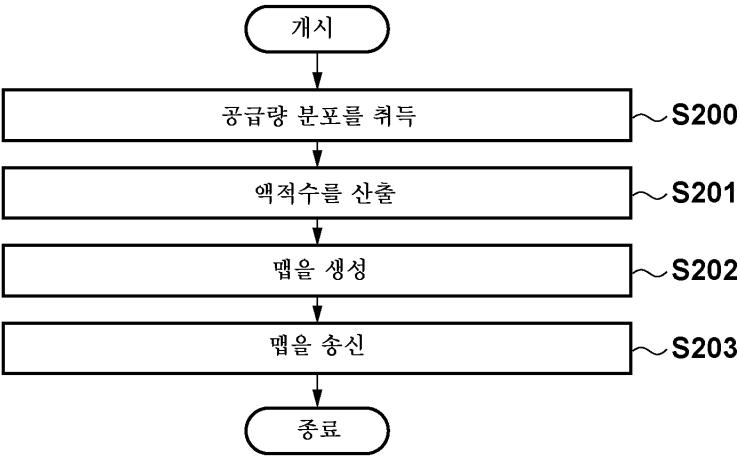 개시
공급량 분포를 취득
S200
액적수를 산출
S201
맵을 생성
S202
맵을 송신
S203
종료